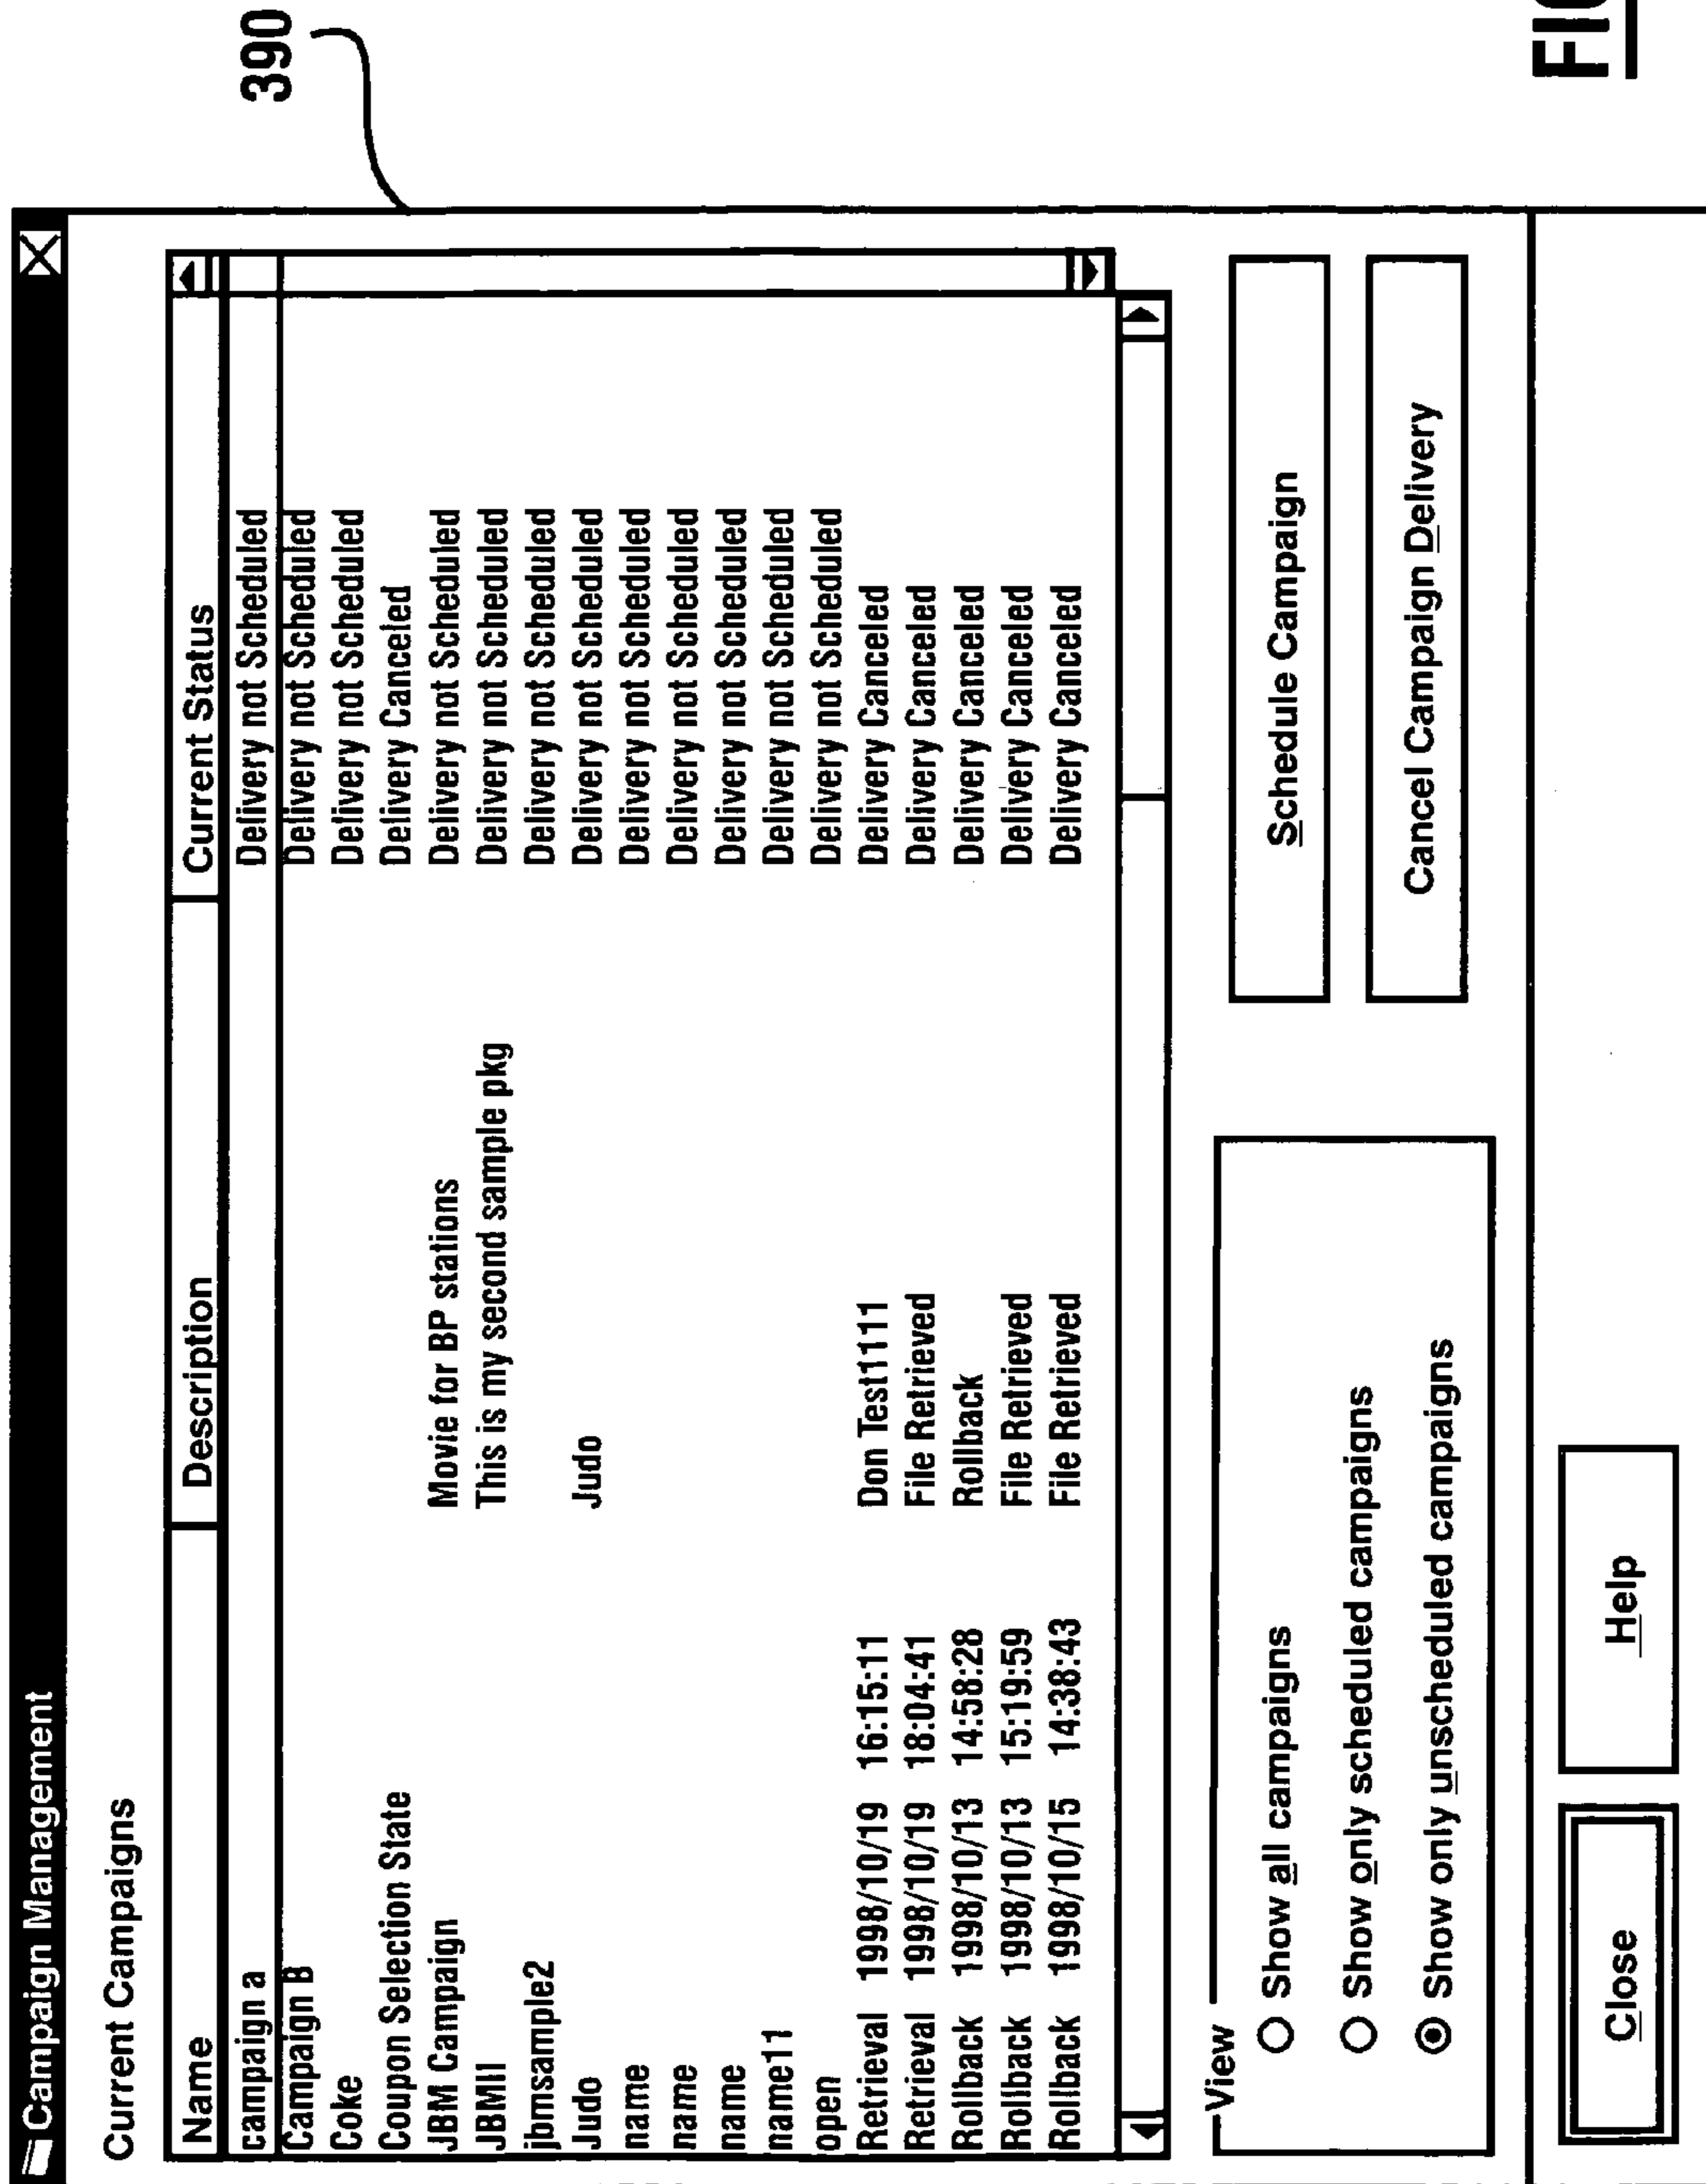 Campaign Management
Current Campaigns
Name Description Current Status
campaign a Delivery not Scheduled
Campaign B Delivery not Scheduled
Coke Delivery not Scheduled
Coupon Selection State Delivery Canceled
JBM Campaign Movie for BP stations Delivery not Scheduled
JBMI1 This is my second sample pkg Delivery not Scheduled
jbmsample2 Delivery not Scheduled
Judo Judo Delivery not Scheduled
name Delivery not Scheduled
name Delivery not Scheduled
name Delivery not Scheduled
name11 Delivery not Scheduled
open Delivery not Scheduled
Retrieval 1998/10/19 16:15:11 Don Test1111 Delivery Canceled
Retrieval 1998/10/19 18:04:41 File Retrieved Delivery Canceled
Rollback 1998/10/13 14:58:28 Rollback Delivery Canceled
Rollback 1998/10/13 15:19:59 File Retrieved Delivery Canceled
Rollback 1998/10/15 14:38:43 File Retrieved Delivery Canceled
View
Show all campaigns
Show only scheduled campaigns
Show only unscheduled campaigns
Schedule Campaign
Cancel Campaign Delivery
Close Help
390